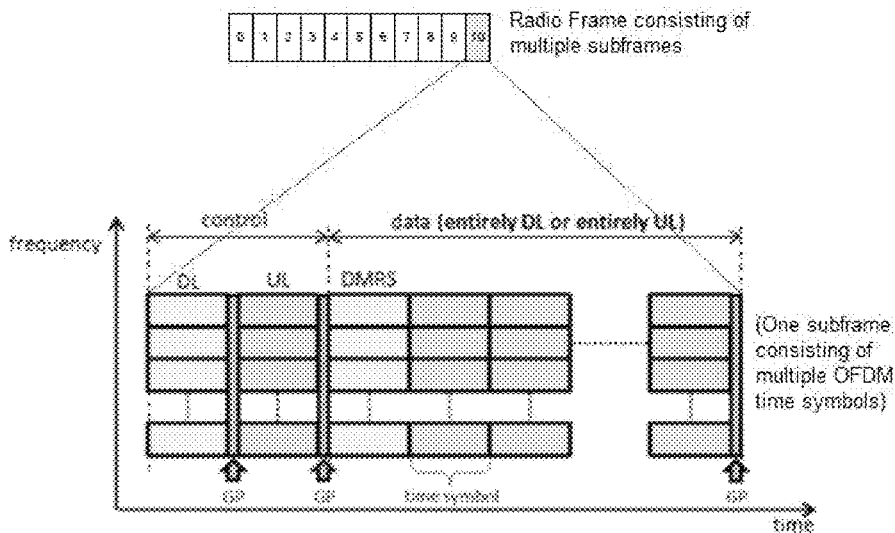 Radio Frame consisting of
multiple subframes
0 1 2 3 4 5 6 7 8 9 10
control
data (entirely DL or entirely UL)
frequency
DL
UL
DMRS
(One subframe
consisting of
multiple OFDM
time symbols)
GP
GP
time symbol
GP
time